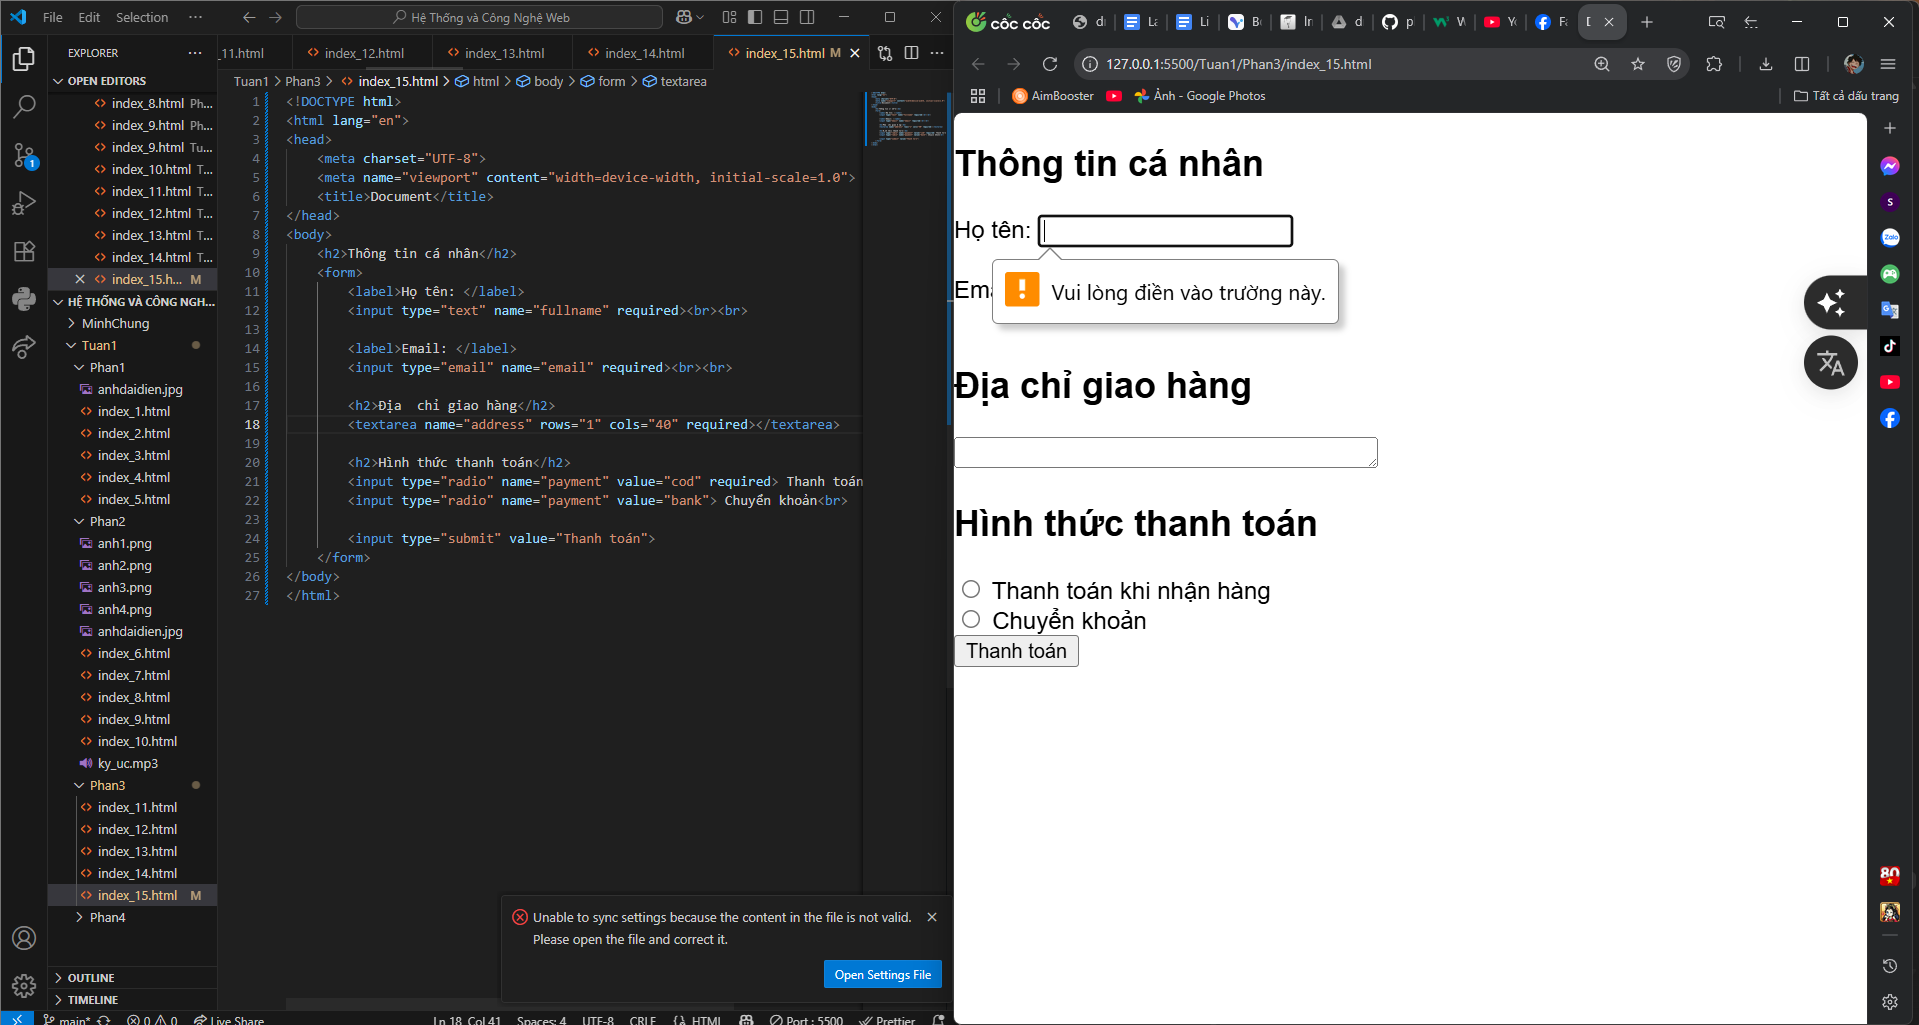 File Edit Selection ···
Hệ Thống và Công Nghệ Web
EXPLORER
OPEN EDITORS
index_8.html Ph...
index_9.html Ph...
index_9.html Tu...
index_10.html T...
index_11.html T...
index_12.html T...
index_13.html T...
index_14.html T...
index_15.h... M
HỆ THỐNG VÀ CÔNG NGH...
MinhChung
Tuan1
Phan1
anhdaidien.jpg
index_1.html
index_2.html
index_3.html
index_4.html
index_5.html
Phan2
anh1.png
anh2.png
anh3.png
anh4.png
anhdaidien.jpg
index_6.html
index_7.html
index_8.html
index_9.html
index_10.html
ky_uc.mp3
Phan3
index_11.html
index_12.html
index_13.html
index_14.html
index_15.html M
Phan4
OUTLINE
TIMELINE
_11.html index_12.html index_13.html index_14.html index_15.html M
Tuan1 > Phan3 > index_15.html > html > body > form > textarea
1 <!DOCTYPE html>
2 <html lang="en">
3 <head>
4 <meta charset="UTF-8">
5 <meta name="viewport" content="width=device-width, initial-scale=1.0">
6 <title>Document</title>
7 </head>
8 <body>
9 <h2>Thông tin cá nhân</h2>
10 <form>
11 <label>Họ tên: </label>
12 <input type="text" name="fullname" required><br><br>
13
14 <label>Email: </label>
15 <input type="email" name="email" required><br><br>
16
17 <h2>Địa  chỉ giao hàng</h2>
18 <textarea name="address" rows="1" cols="40" required></textarea>
19
20 <h2>Hình thức thanh toán</h2>
21 <input type="radio" name="payment" value="cod" required> Thanh toán
22 <input type="radio" name="payment" value="bank"> Chuyển khoản<br>
23
24 <input type="submit" value="Thanh toán">
25 </form>
26 </body>
27 </html>
Unable to sync settings because the content in the file is not valid.
Please open the file and correct it.
Open Settings File
main* 0 0 Live Share Ln 18, Col 41 Spaces: 4 UTF-8 CRLF HTML Port : 5500 Prettier
cốc cốc
127.0.0.1:5500/Tuan1/Phan3/index_15.html
AimBooster Ảnh - Google Photos Tất cả dấu trang
Thông tin cá nhân
Họ tên:
Vui lòng điền vào trường này.
Ema
Địa chỉ giao hàng
Hình thức thanh toán
Thanh toán khi nhận hàng
Chuyển khoản
Thanh toán
1
S
Zalo
80